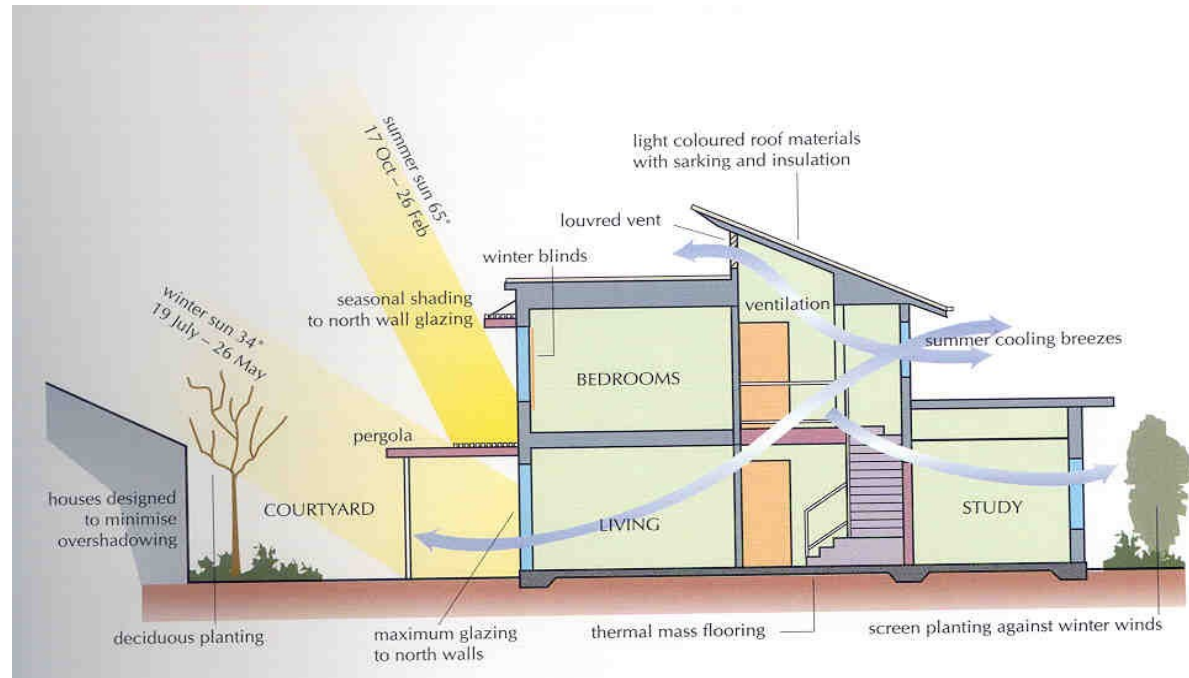 summer sun 65°
17 Oct – 26 Feb
light coloured roof materials
with sarking and insulation
louvred vent
winter blinds
seasonal shading
to north wall glazing
winter sun 34°
19 July – 26 May
ventilation
summer cooling breezes
BEDROOMS
pergola
houses designed
to minimise
overshadowing
COURTYARD
LIVING
STUDY
deciduous planting
maximum glazing
to north walls
thermal mass flooring
screen planting against winter winds